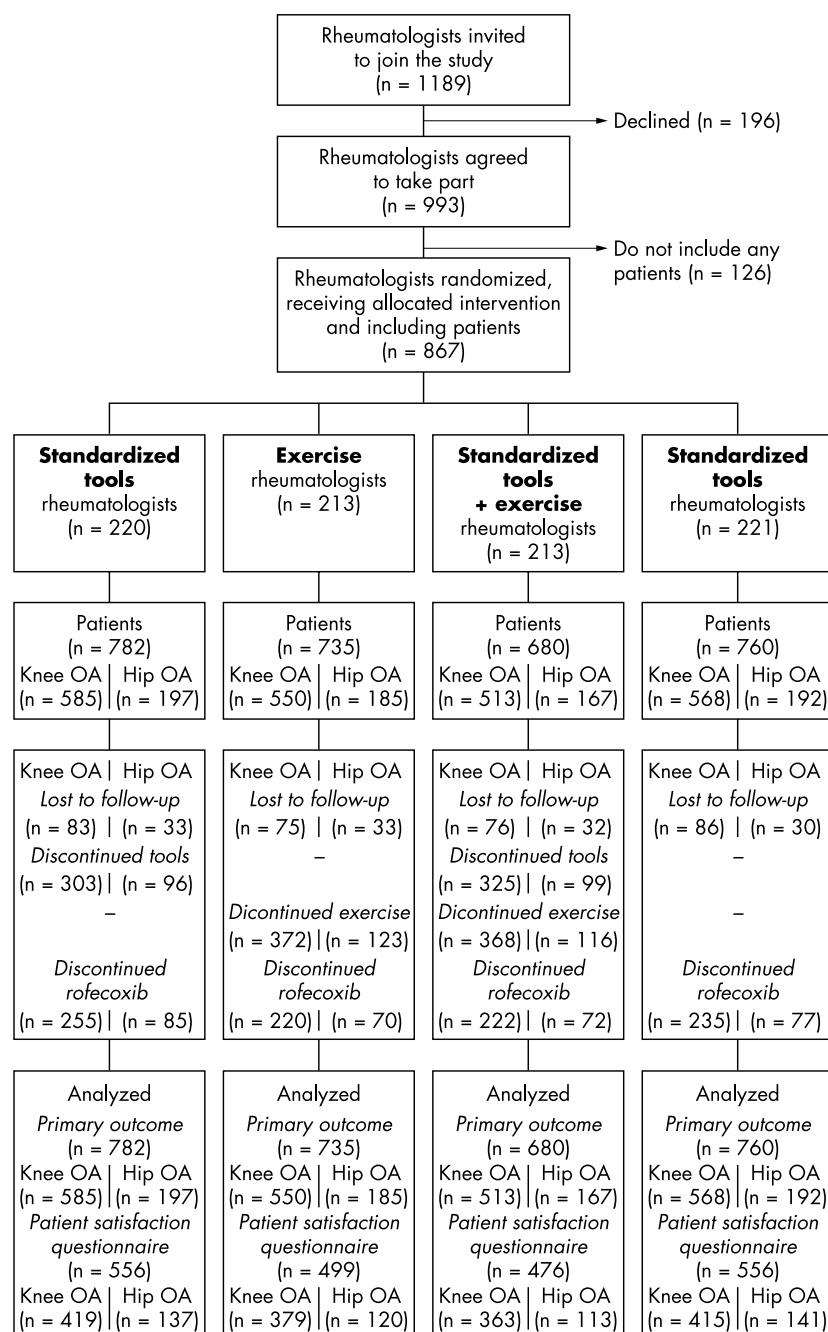 Rheumatologists invited
to join the study
(n = 1189)
Declined (n = 196)
Rheumatologists agreed
to take part
(n = 993)
Do not include any
patients (n = 126)
Rheumatologists randomized,
receiving allocated intervention
and including patients
(n = 867)
Standardized
tools
rheumatologists
(n = 220)
Exercise
rheumatologists
(n = 213)
Standardized
tools
+ exercise
rheumatologists
(n = 213)
Standardized
tools
rheumatologists
(n = 221)
Patients
(n = 782)
Knee OA | Hip OA
(n = 585) | (n = 197)
Patients
(n = 735)
Knee OA | Hip OA
(n = 550) | (n = 185)
Patients
(n = 680)
Knee OA | Hip OA
(n = 513) | (n = 167)
Patients
(n = 760)
Knee OA | Hip OA
(n = 568) | (n = 192)
Knee OA | Hip OA
Lost to follow-up
(n = 83) | (n = 33)
Discontinued tools
(n = 303) | (n = 96)
–
Discontinued
rofecoxib
(n = 255) | (n = 85)
Knee OA | Hip OA
Lost to follow-up
(n = 75) | (n = 33)
–
Dicontinued exercise
(n = 372) | (n = 123)
Discontinued
rofecoxib
(n = 220) | (n = 70)
Knee OA | Hip OA
Lost to follow-up
(n = 76) | (n = 32)
Discontinued tools
(n = 325) | (n = 99)
Dicontinued exercise
(n = 368) | (n = 116)
Discontinued
rofecoxib
(n = 222) | (n = 72)
Knee OA | Hip OA
Lost to follow-up
(n = 86) | (n = 30)
–
–
Discontinued
rofecoxib
(n = 235) | (n = 77)
Analyzed
Primary outcome
(n = 782)
Knee OA | Hip OA
(n = 585) | (n = 197)
Patient satisfaction
questionnaire
(n = 556)
Knee OA | Hip OA
(n = 419) | (n = 137)
Analyzed
Primary outcome
(n = 735)
Knee OA | Hip OA
(n = 550) | (n = 185)
Patient satisfaction
questionnaire
(n = 499)
Knee OA | Hip OA
(n = 379) | (n = 120)
Analyzed
Primary outcome
(n = 680)
Knee OA | Hip OA
(n = 513) | (n = 167)
Patient satisfaction
questionnaire
(n = 476)
Knee OA | Hip OA
(n = 363) | (n = 113)
Analyzed
Primary outcome
(n = 760)
Knee OA | Hip OA
(n = 568) | (n = 192)
Patient satisfaction
questionnaire
(n = 556)
Knee OA | Hip OA
(n = 415) | (n = 141)